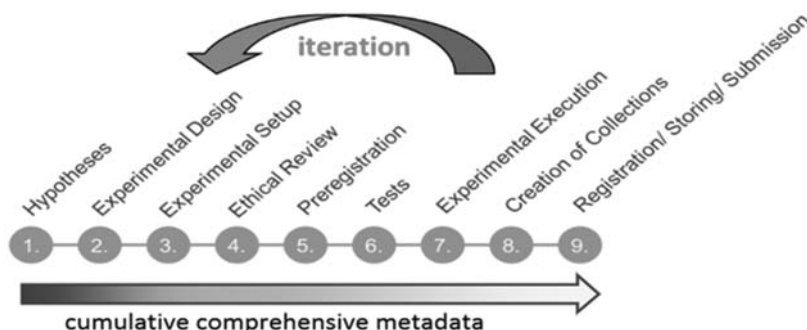 iteration
Hypotheses
Experimental Design
Experimental Setup
Ethical Review
Preregistration
Tests
Experimental Execution
Creation of Collections
Registration/ Storing/ Submission
1. 2. 3. 4. 5. 6. 7. 8. 9.
cumulative comprehensive metadata